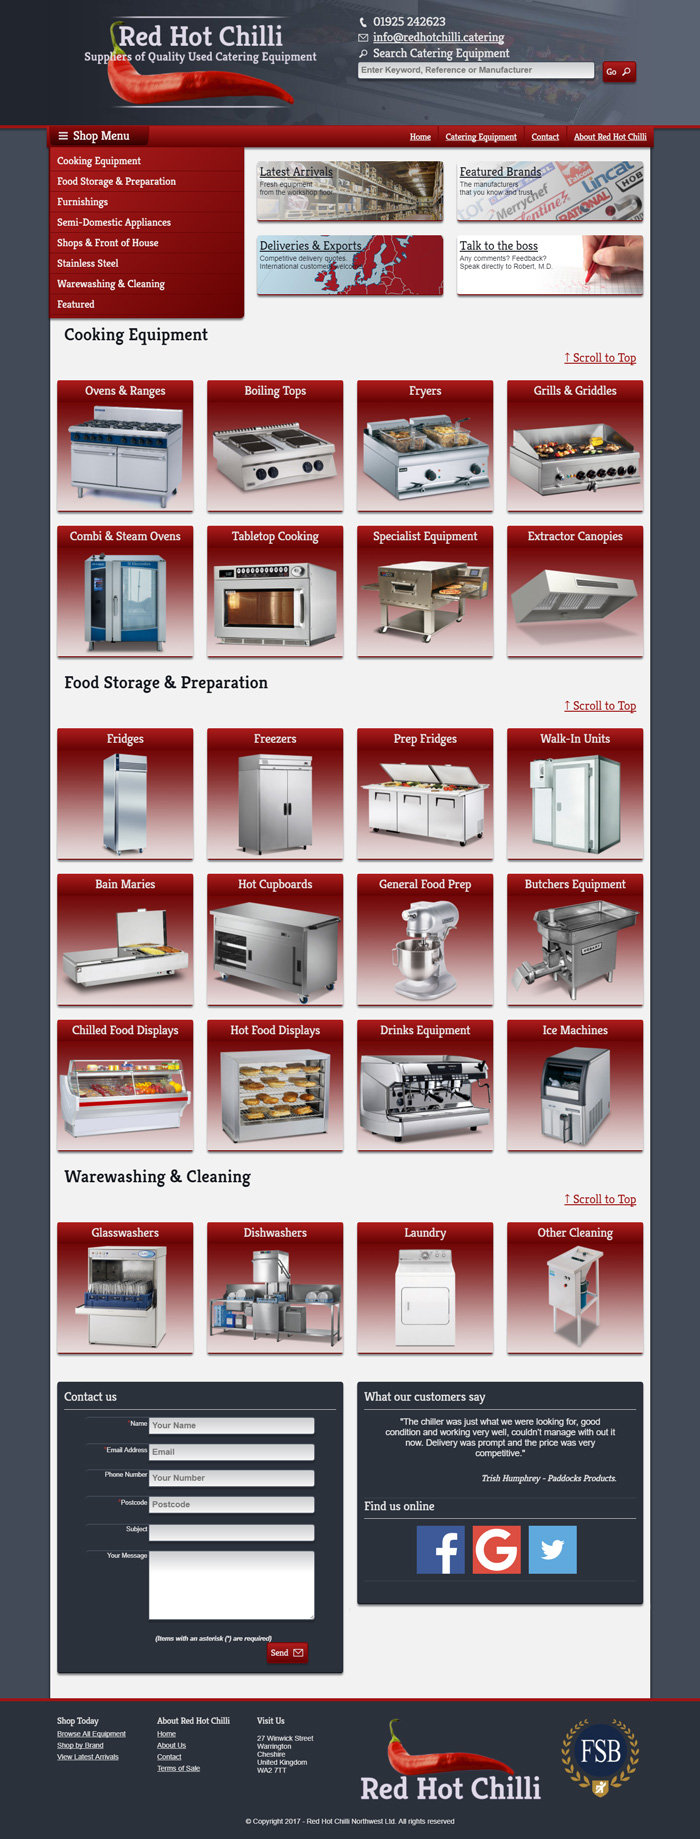 Red Hot Chilli
Suppliers of Quality Used Catering Equipment
01925 242623
info@redhotchilli.catering
Search Catering Equipment
Enter Keyword, Reference or Manufacturer
Go
Shop Menu
Home
Catering Equipment
Contact
About Red Hot Chilli
Cooking Equipment
Food Storage & Preparation
Furnishings
Semi-Domestic Appliances
Shops & Front of House
Stainless Steel
Warewashing & Cleaning
Featured
Latest Arrivals
Fresh equipment
from the workshop floor
Featured Brands
The manufacturers
that you know and trust
Lincat
HOB
Merrychef
RATIONAL
Deliveries & Exports
Competitive delivery quotes.
International customers welcome
Talk to the boss
Any comments? Feedback?
Speak directly to Robert, M.D.
Cooking Equipment
↑ Scroll to Top
Ovens & Ranges
Boiling Tops
Fryers
Grills & Griddles
Combi & Steam Ovens
Tabletop Cooking
Specialist Equipment
Extractor Canopies
Food Storage & Preparation
↑ Scroll to Top
Fridges
Freezers
Prep Fridges
Walk-In Units
Bain Maries
Hot Cupboards
General Food Prep
Butchers Equipment
HOBART
Chilled Food Displays
Hot Food Displays
Drinks Equipment
Ice Machines
Warewashing & Cleaning
↑ Scroll to Top
Glasswashers
Dishwashers
Laundry
Other Cleaning
Contact us
*Name
Your Name
*Email Address
Email
Phone Number
Your Number
*Postcode
Postcode
Subject
Your Message
(Items with an asterisk (*) are required)
Send
What our customers say
"The chiller was just what we were looking for, good
condition and working very well, couldn't manage with out it
now. Delivery was prompt and the price was very
competitive."
Trish Humphrey - Paddocks Products.
Find us online
f
G
Shop Today
Browse All Equipment
Shop by Brand
View Latest Arrivals
About Red Hot Chilli
Home
About Us
Contact
Terms of Sale
Visit Us
27 Winwick Street
Warrington
Cheshire
United Kingdom
WA2 7TT
Red Hot Chilli
FSB
© Copyright 2017 - Red Hot Chilli Northwest Ltd. All rights reserved